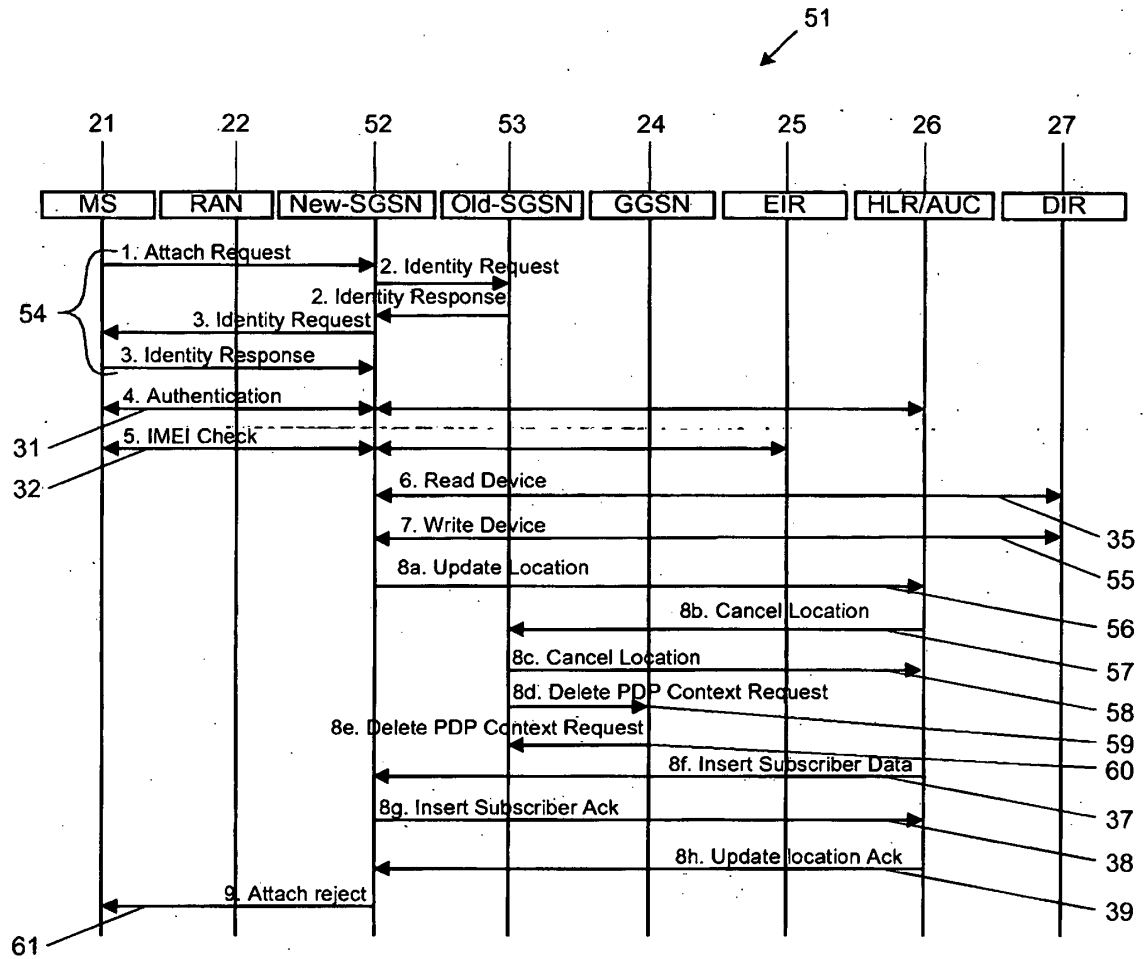 51
21 22 52 53 24 25 26 27
MS RAN New-SGSN Old-SGSN GGSN EIR HLR/AUC DIR
1. Attach Request
2. Identity Request
2. Identity Response
54
3. Identity Request
3. Identity Response
4. Authentication
31
5. IMEI Check
32
6. Read Device
35
7. Write Device
55
8a. Update Location
56
8b. Cancel Location
57
8c. Cancel Location
58
8d. Delete PDP Context Request
59
8e. Delete PDP Context Request
60
8f. Insert Subscriber Data
37
8g. Insert Subscriber Ack
38
8h. Update location Ack
39
9. Attach reject
61